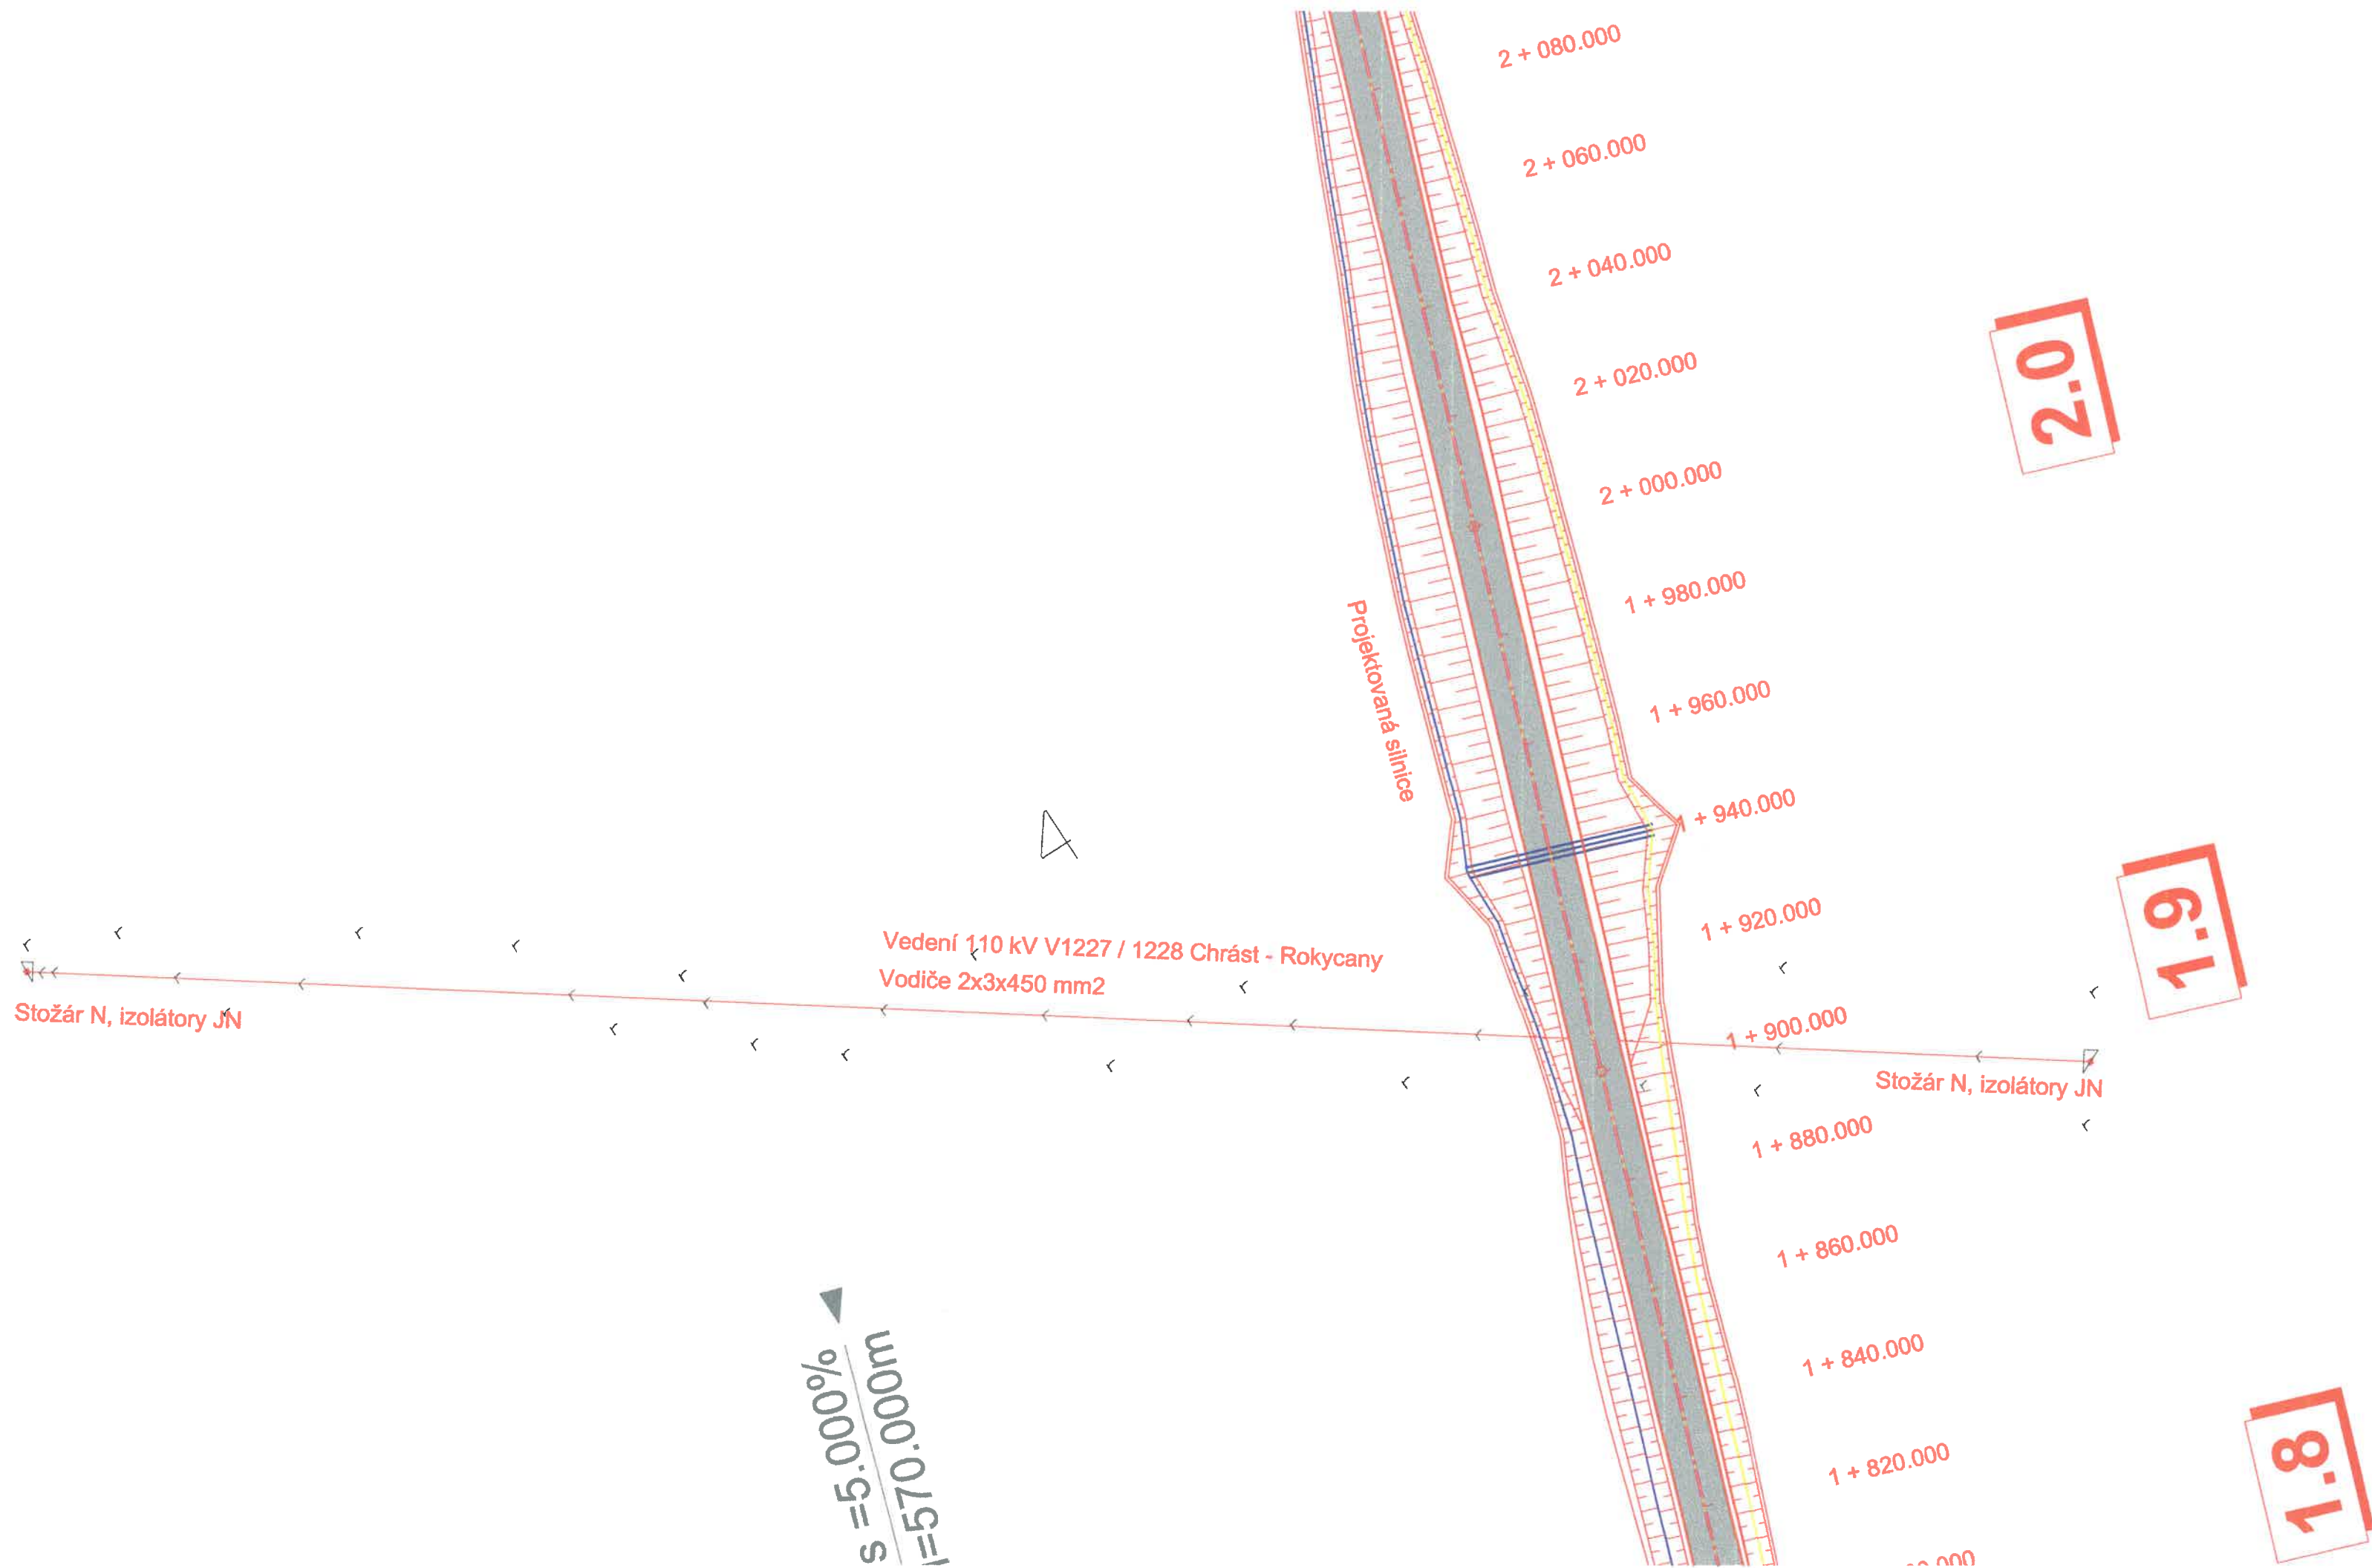 2 + 080.000
2 + 060.000
2 + 040.000
2 + 020.000
2 + 000.000
1 + 980.000
1 + 960.000
1 + 940.000
1 + 920.000
1 + 900.000
1 + 880.000
1 + 860.000
1 + 840.000
1 + 820.000
2.0
1.9
1.8
Projektovaná silnice
Vedení 110 kV V1227 / 1228 Chrást - Rokycany
Vodiče 2x3x450 mm2
Stožár N, izolátory JN
Stožár N, izolátory JN
s =5.000%
=570.000m